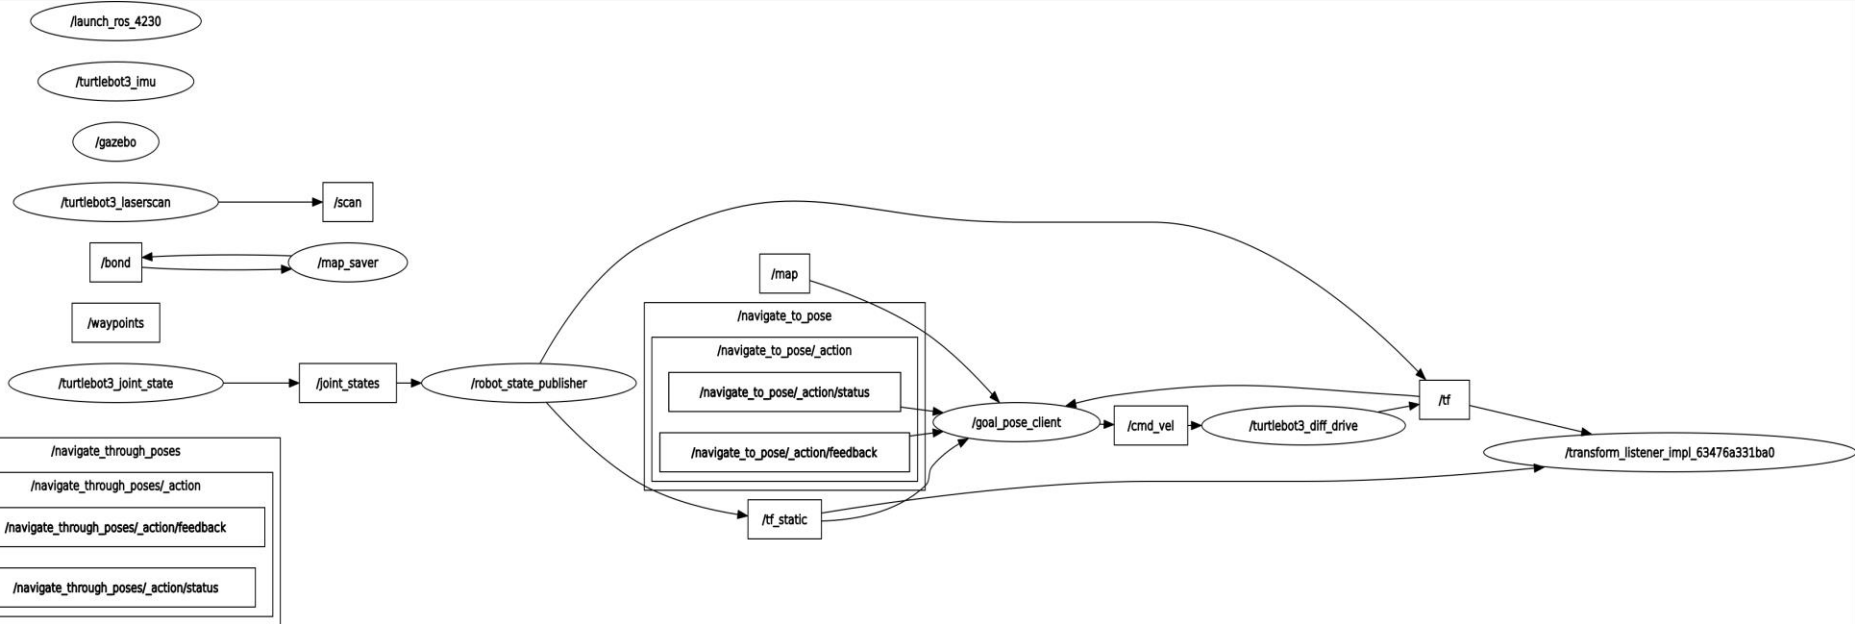 /launch_ros_4230
/turtlebot3_imu
/gazebo
/turtlebot3_laserscan
/scan
/bond
/map_saver
/map
/waypoints
/navigate_to_pose
/navigate_to_pose/_action
/turtlebot3_joint_state
/joint_states
/robot_state_publisher
/navigate_to_pose/_action/status
/tf
/goal_pose_client
/cmd_vel
/turtlebot3_diff_drive
/navigate_through_poses
/navigate_to_pose/_action/feedback
/transform_listener_impl_63476a331ba0
/navigate_through_poses/_action
/navigate_through_poses/_action/feedback
/tf_static
/navigate_through_poses/_action/status